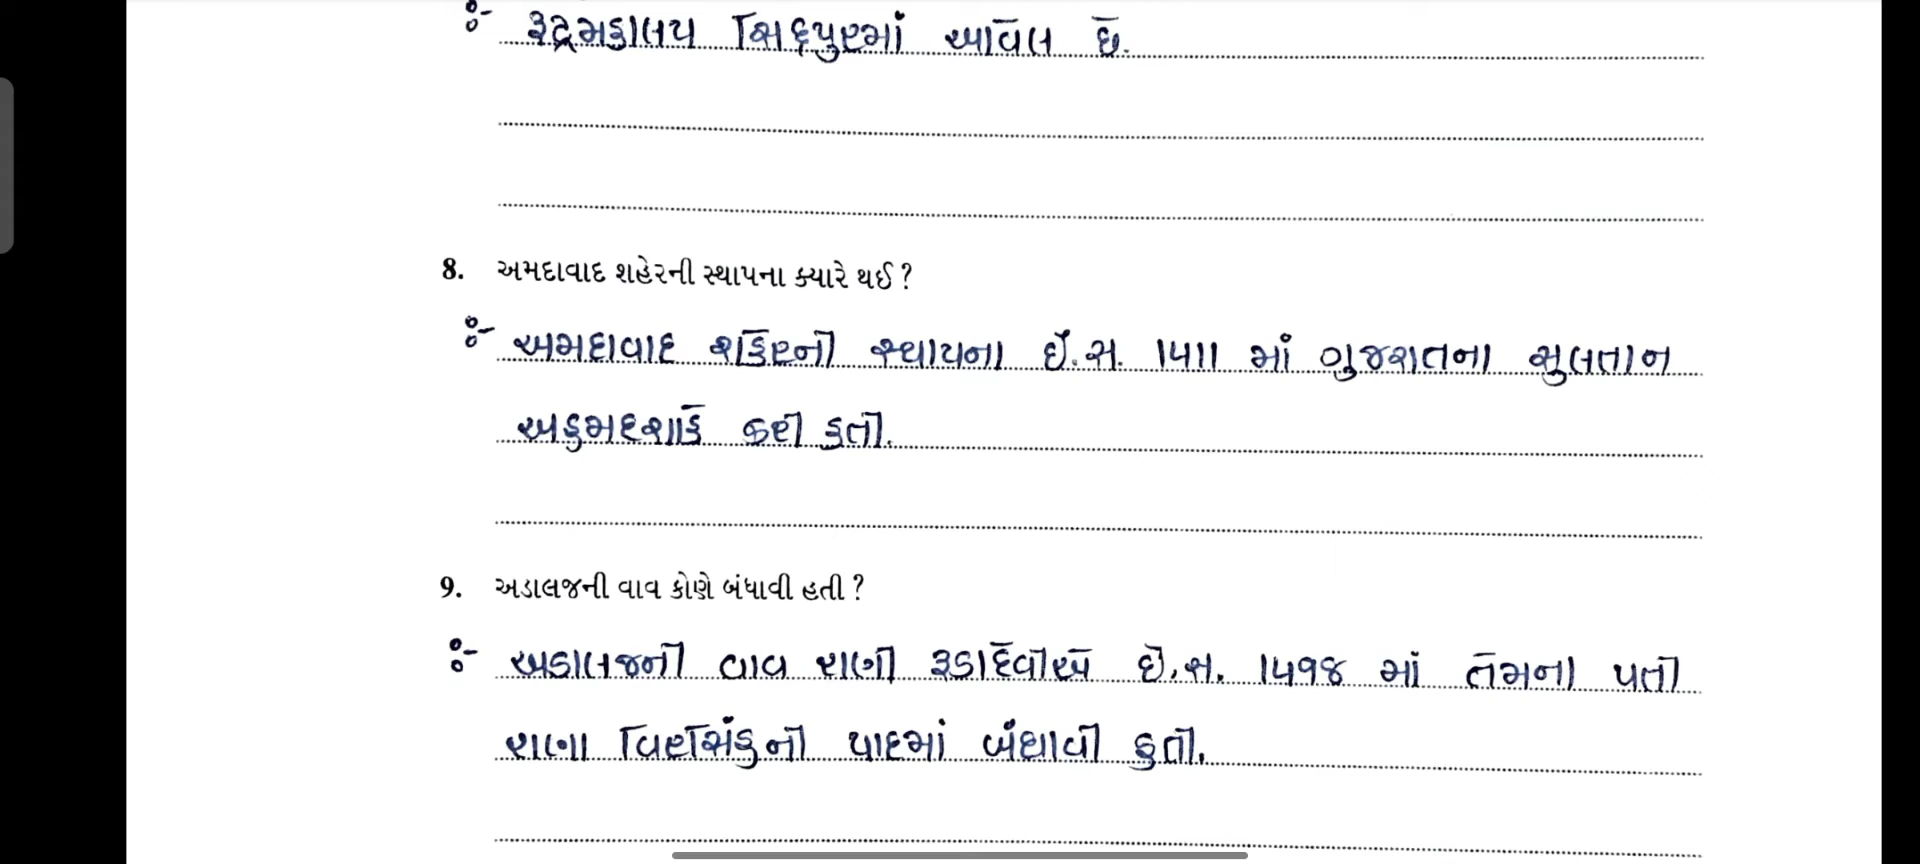 :- રૂદ્રમહાલય સિદ્ધપુરમાં આવેલ છે.
8. અમદાવાદ શહેરની સ્થાપના ક્યારે થઈ ?
:- અમદાવાદ શહેરની સ્થાપના ઈ.સ. 1411 માં ગુજરાતના સુલતાન
અહમદશાહે કરી હતી.
9. અડાલજની વાવ કોણે બંધાવી હતી ?
:- અડાલજની વાવ રાણી રૂડાદેવીએ ઈ.સ. 14૧૪ માં તેમના પતી
રાણા વિરસિંહની યાદમાં બંધાવી હતી.